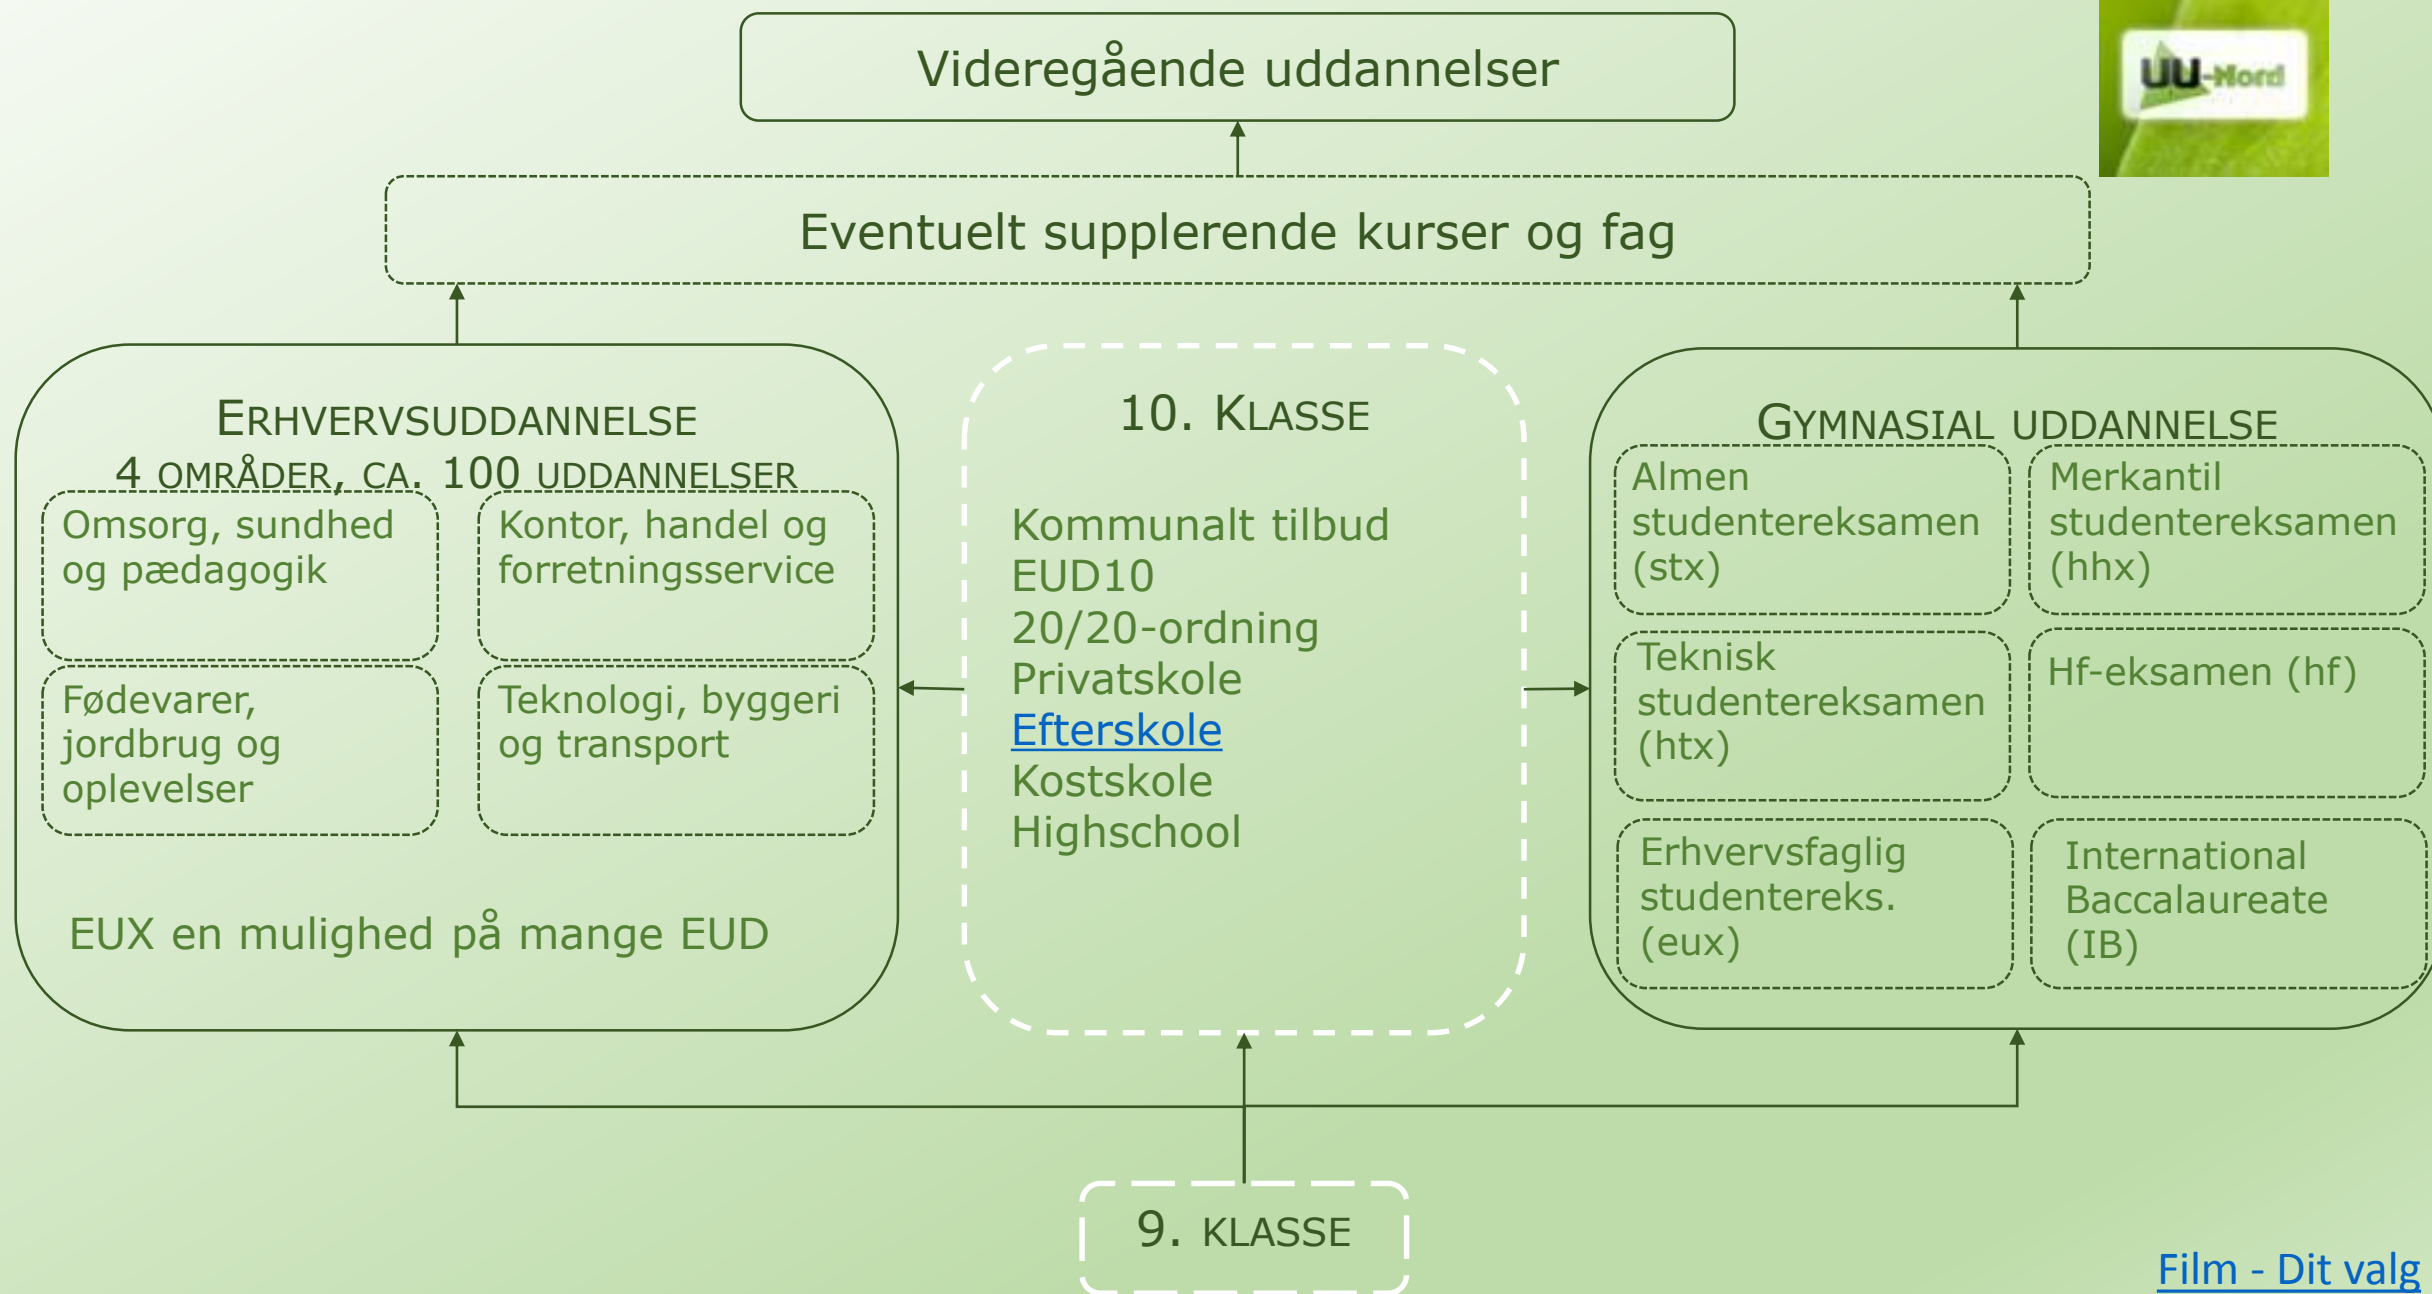 Videregående uddannelser
UU-Nord
Eventuelt supplerende kurser og fag
ERHVERVSUDDANNELSE
4 OMRÅDER, CA. 100 UDDANNELSER
Omsorg, sundhed
og pædagogik
Kontor, handel og
forretningsservice
Fødevarer,
jordbrug og
oplevelser
Teknologi, byggeri
og transport
EUX en mulighed på mange EUD
10. KLASSE
Kommunalt tilbud
EUD10
20/20-ordning
Privatskole
Efterskole
Kostskole
Highschool
GYMNASIAL UDDANNELSE
Almen
studentereksamen
(stx)
Merkantil
studentereksamen
(hhx)
Teknisk
studentereksamen
(htx)
Hf-eksamen (hf)
Erhvervsfaglig
studentereks.
(eux)
International
Baccalaureate
(IB)
9. KLASSE
Film - Dit valg